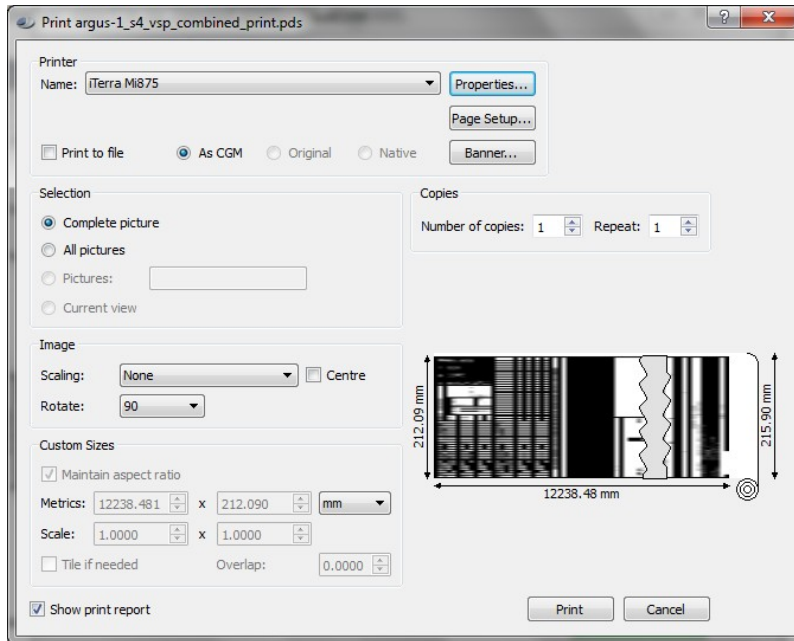 Print argus-1_s4_vsp_combined_print.pds
Printer
Name: iTerra Mi875
Properties...
Page Setup...
Print to file As CGM Original Native Banner...
Selection
Complete picture
All pictures
Pictures:
Current view
Copies
Number of copies: 1 Repeat: 1
Image
Scaling: None Centre
Rotate: 90
Custom Sizes
Maintain aspect ratio
Metrics: 12238.481 x 212.090 mm
Scale: 1.0000 x 1.0000
Tile if needed Overlap: 0.0000
212.09 mm
215.90 mm
12238.48 mm
Show print report
Print Cancel